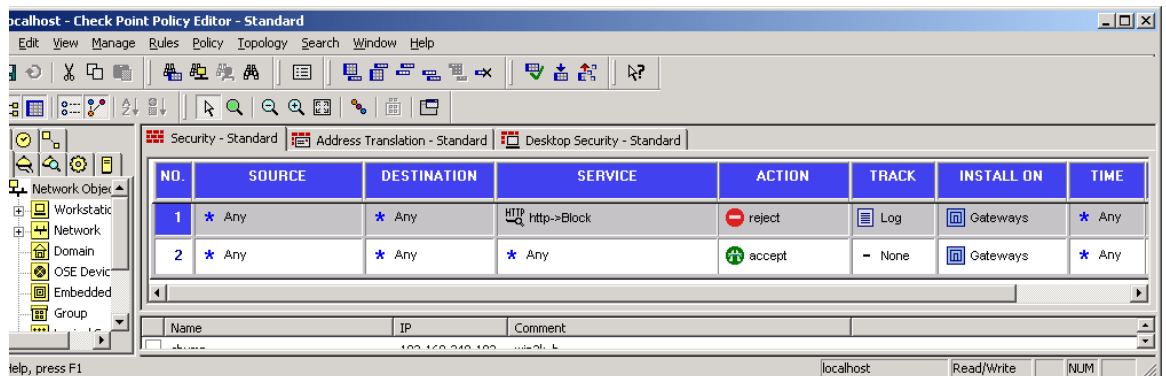 ocalhost - Check Point Policy Editor - Standard
Edit View Manage Rules Policy Topology Search Window Help
Security - Standard Address Translation - Standard Desktop Security - Standard
NO. SOURCE DESTINATION SERVICE ACTION TRACK INSTALL ON TIME
1 * Any * Any HTTP http->Block reject Log Gateways * Any
2 * Any * Any * Any accept - None Gateways * Any
Network Objec
Workstatio
Network
Domain
OSE Devic
Embedded
Group
Name IP Comment
Help, press F1 localhost Read/Write NUM